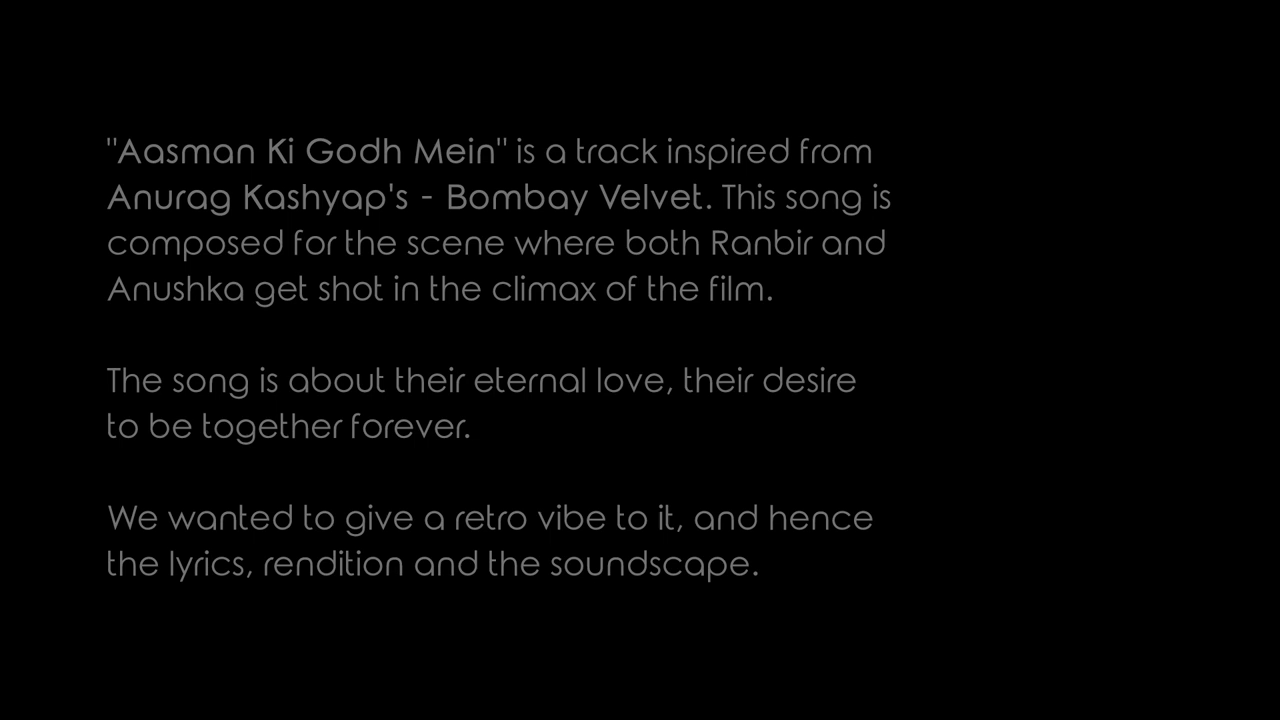 "Aasman Ki Godh Mein" is a track inspired from
Anurag Kashyap's - Bombay Velvet. This song is
composed for the scene where both Ranbir and
Anushka get shot in the climax of the film.
The song is about their eternal love, their desire
to be together forever.
We wanted to give a retro vibe to it, and hence
the lyrics, rendition and the soundscape.